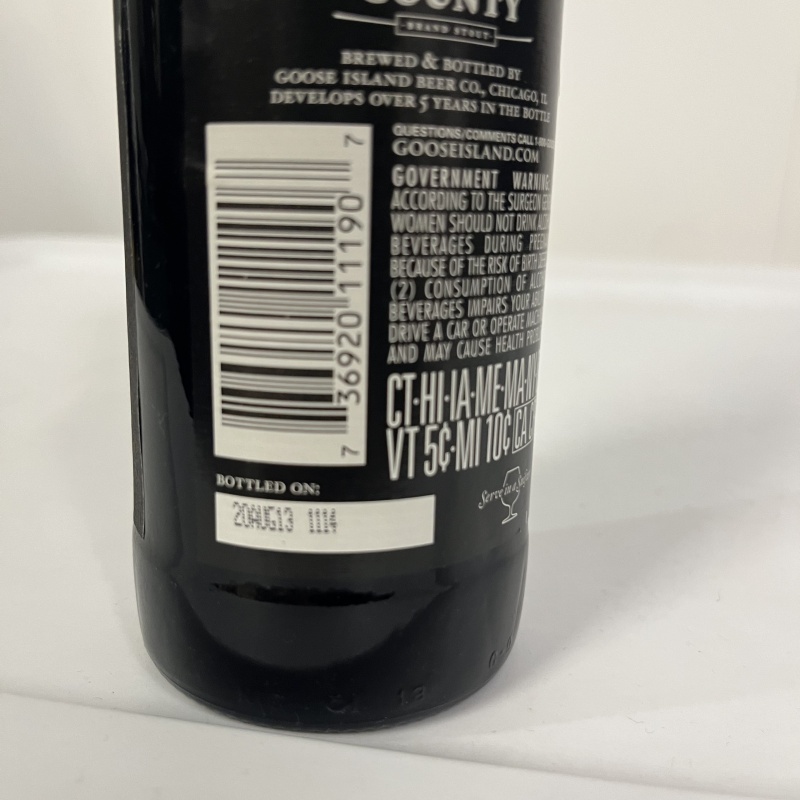 COUNTY
BRAND STOUT
BREWED & BOTTLED BY
GOOSE ISLAND BEER CO., CHICAGO, IL
DEVELOPS OVER 5 YEARS IN THE BOTTLE
QUESTIONS/COMMENTS CALL
GOOSEISLAND.COM
GOVERNMENT WARNING:
ACCORDING TO THE SURGEON
WOMEN SHOULD NOT DRINK
BEVERAGES DURING
BECAUSE OF THE RISK OF BIRTH
(2) CONSUMPTION OF
BEVERAGES IMPAIRS YOUR
DRIVE A CAR OR OPERATE
AND MAY CAUSE HEALTH
CT·HI·IA·ME·MA·
VT 5¢·MI 10¢ CA
7 36920 11190 7
BOTTLED ON:
20AUG13 1114
Serve in a